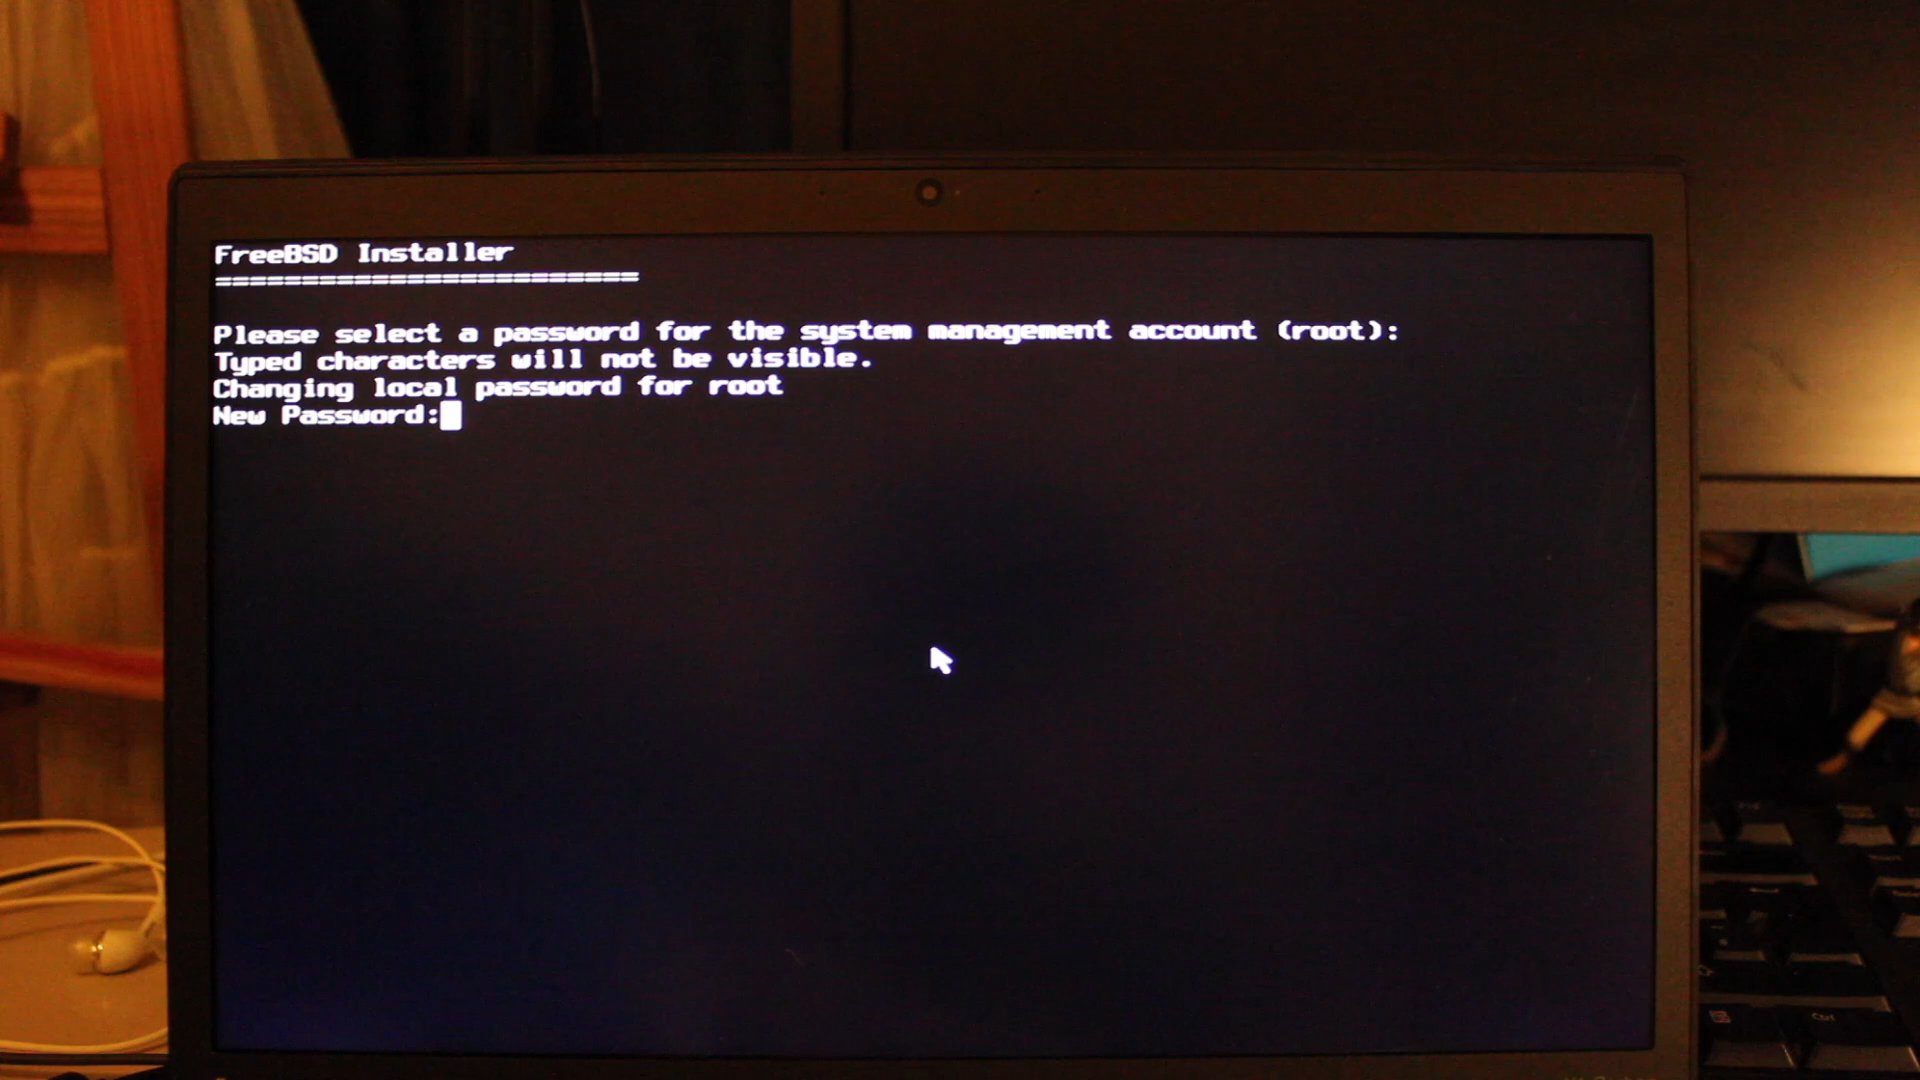 FreeBSD Installer
========================
Please select a password for the system management account (root):
Typed characters will not be visible.
Changing local password for root
New Password:
Ctrl